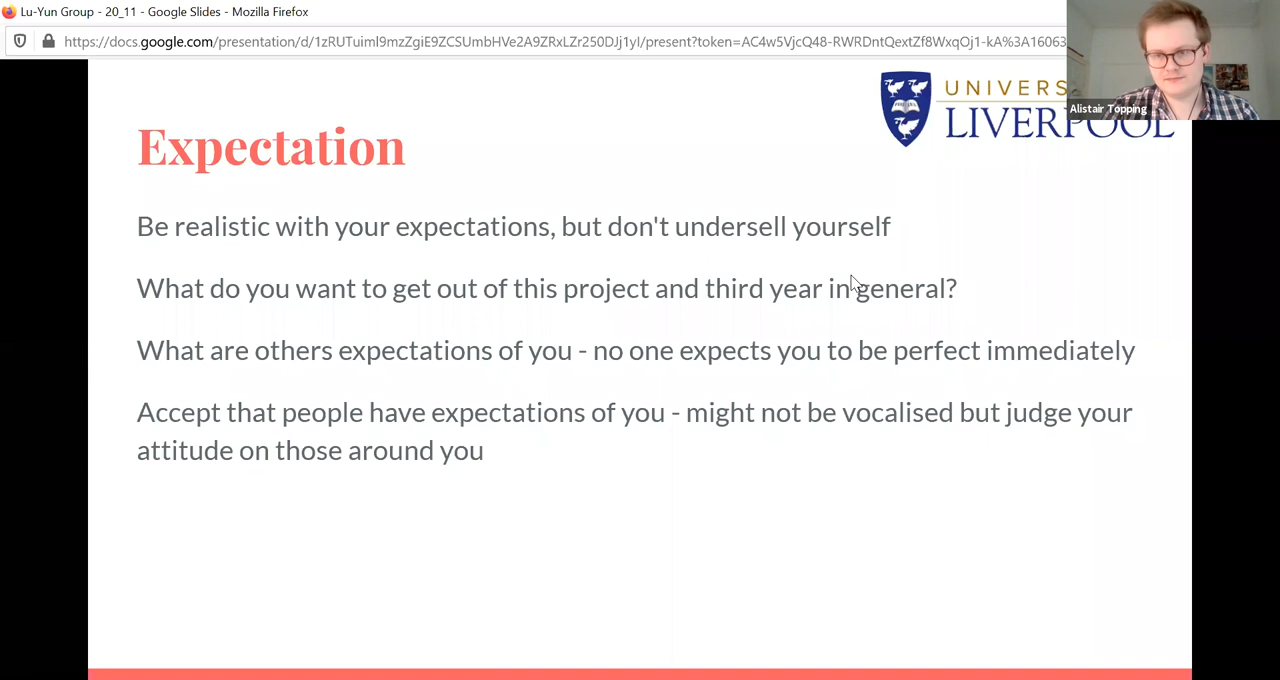 Lu-Yun Group - 20_11 - Google Slides - Mozilla Firefox
https://docs.google.com/presentation/d/1zRUTuiml9mzZgiE9ZCSUmbHVe2A9ZRxLZr250DJj1yI/present?token=AC4w5VjcQ48-RWRDntQextZf8WxqOj1-kA%3A16063
UNIVERS
LIVERPOOL
Alistair Topping
Expectation
Be realistic with your expectations, but don't undersell yourself
What do you want to get out of this project and third year in general?
What are others expectations of you - no one expects you to be perfect immediately
Accept that people have expectations of you - might not be vocalised but judge your
attitude on those around you